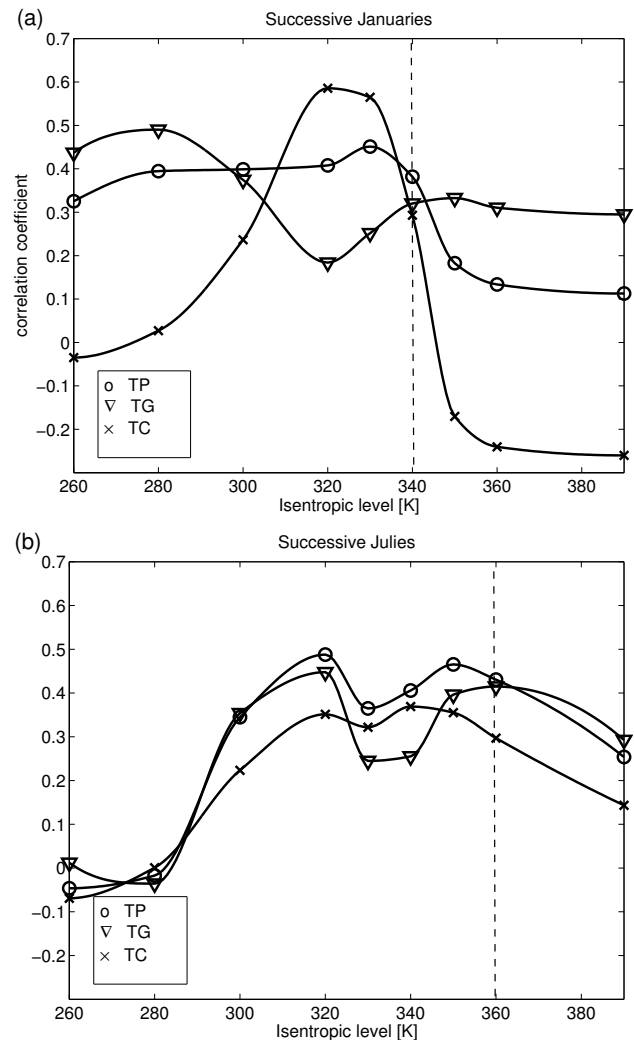 (a)
Successive Januaries
0.7
0.6
0.5
0.4
0.3
0.2
0.1
0
−0.1
−0.2
correlation coefficient
TP
TG
TC
260 280 300 320 340 360 380
Isentropic level [K]
(b)
Successive Julies
0.7
0.6
0.5
0.4
0.3
0.2
0.1
0
−0.1
−0.2
TP
TG
TC
260 280 300 320 340 360 380
Isentropic level [K]